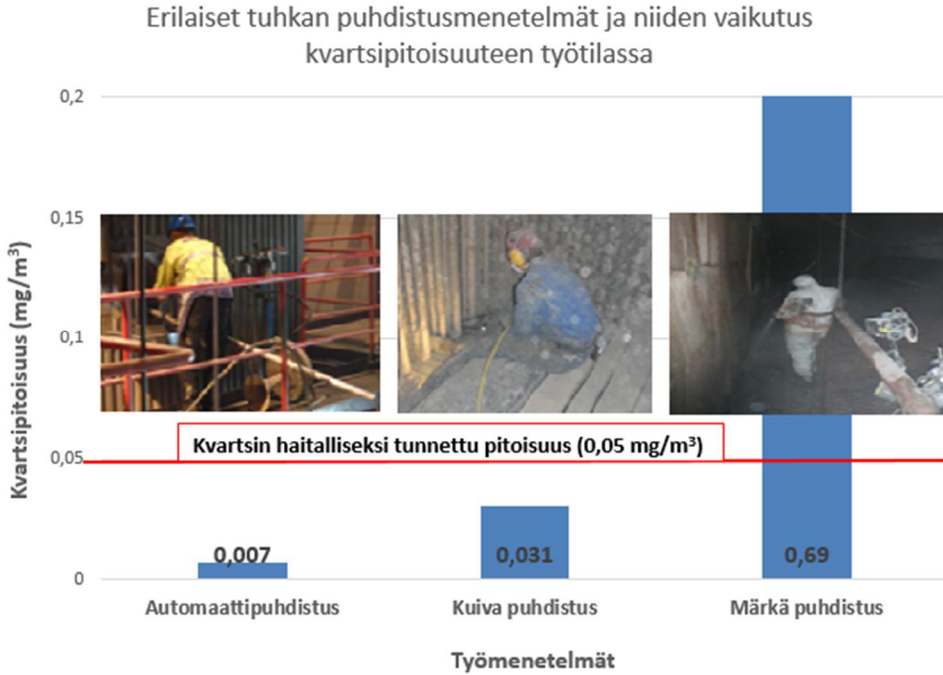 Erilaiset tuhkan puhdistusmenetelmät ja niiden vaikutus
kvartsipitoisuuteen työtilassa
Kvartsipitoisuus (mg/m³)
0,2
0,15
0,1
0,05
0
Kvartsin haitalliseksi tunnettu pitoisuus (0,05 mg/m³)
0,007
0,031
0,69
Automaattipuhdistus
Kuiva puhdistus
Märkä puhdistus
Työmenetelmät